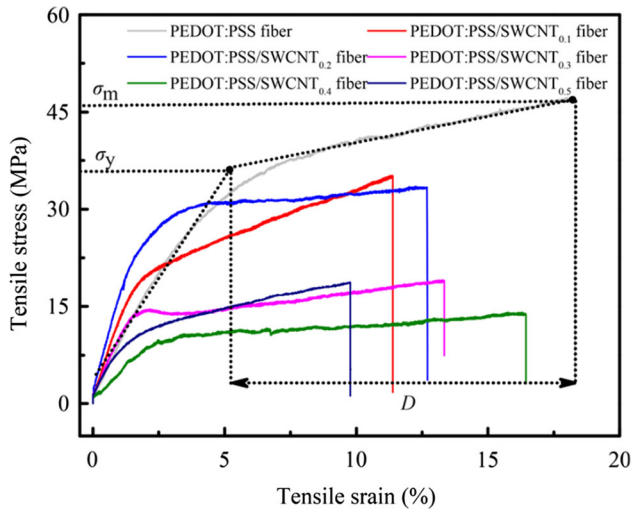 60
PEDOT:PSS fiber PEDOT:PSS/SWCNT0.1 fiber
PEDOT:PSS/SWCNT0.2 fiber PEDOT:PSS/SWCNT0.3 fiber
PEDOT:PSS/SWCNT0.4 fiber PEDOT:PSS/SWCNT0.5 fiber
σm
45
σy
30
15
D
0
0 5 10 15 20
Tensile srain (%)
Tensile stress (MPa)